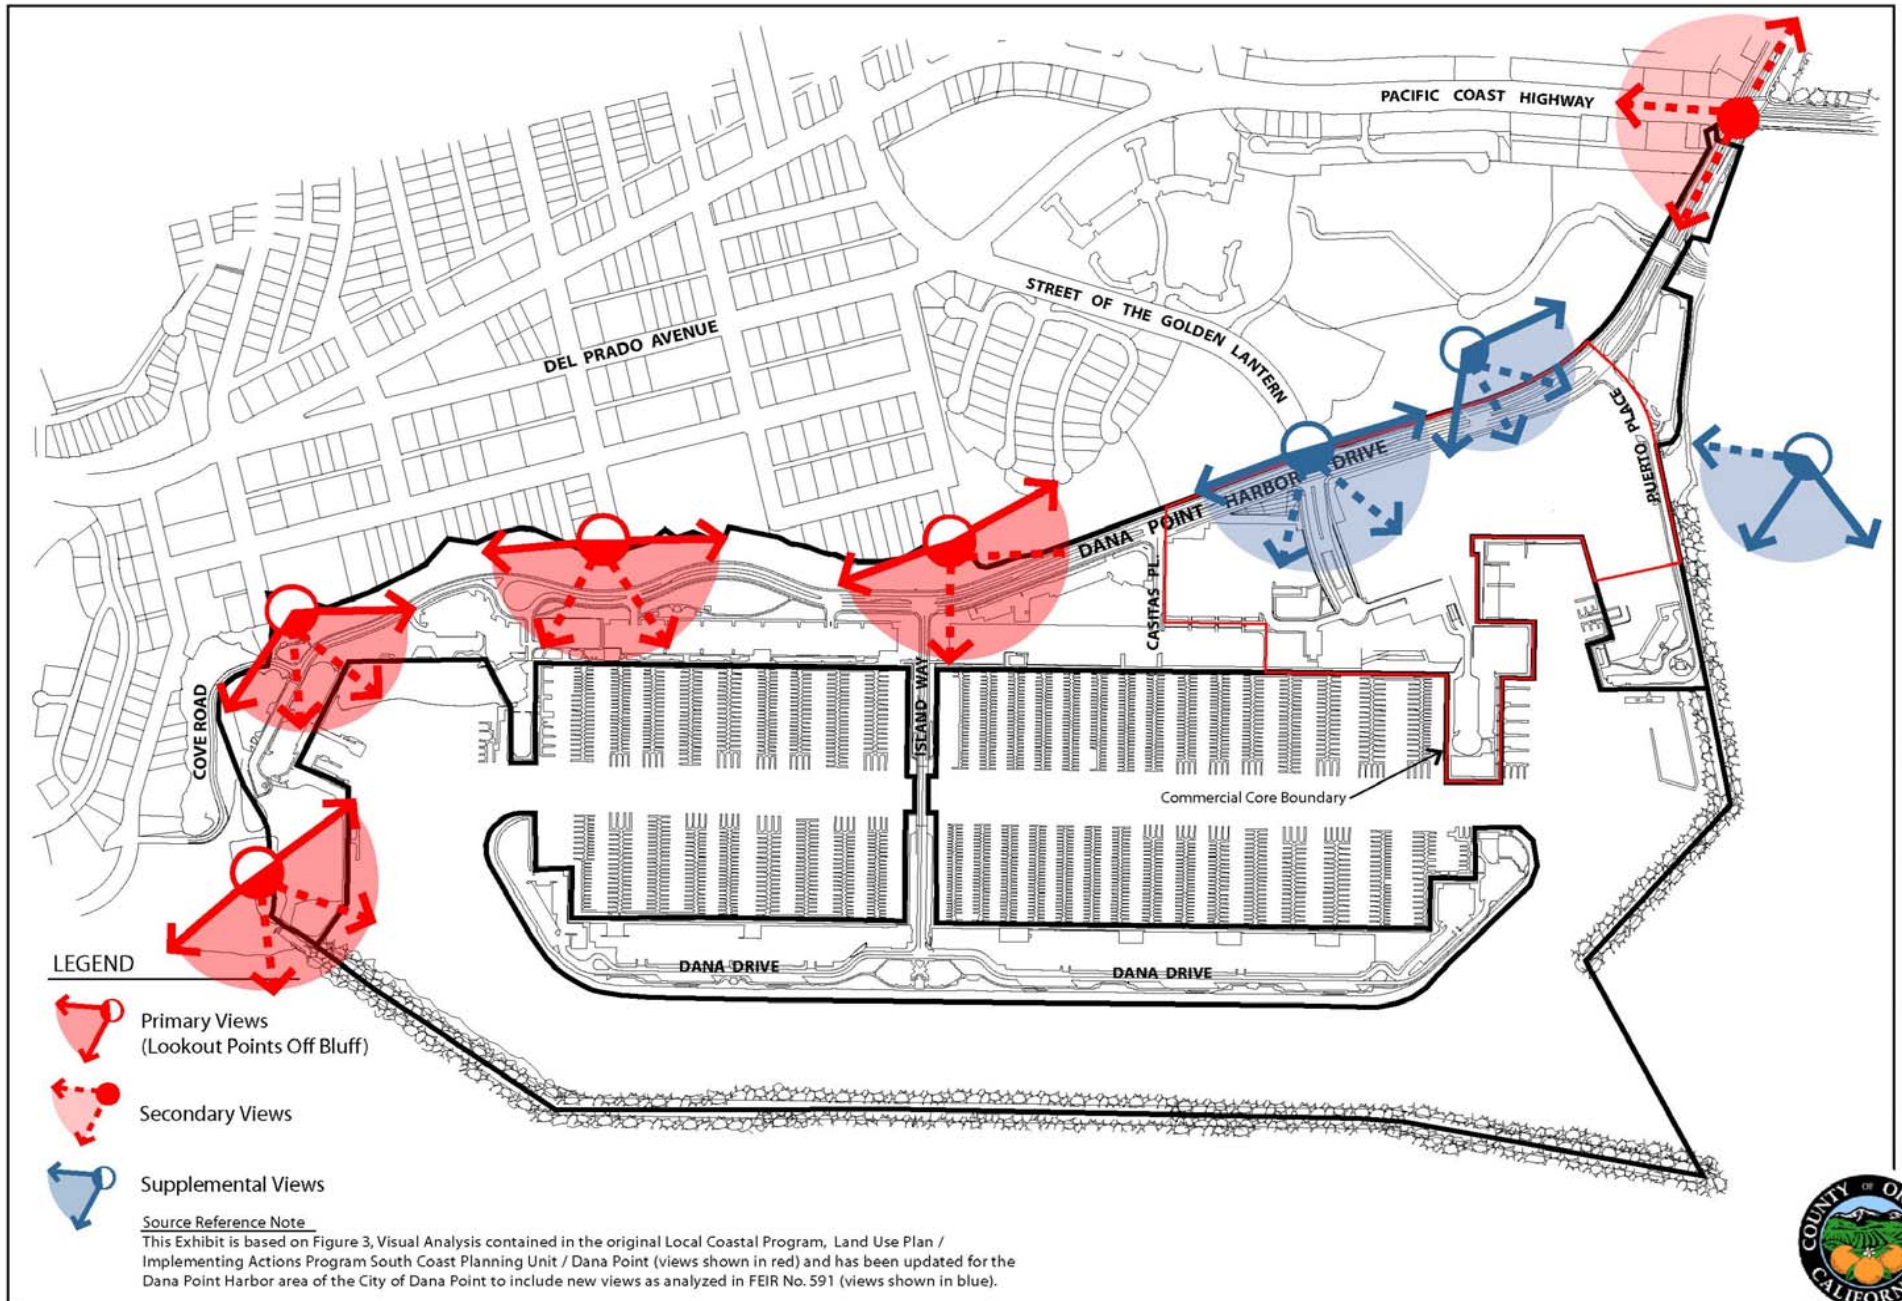 PACIFIC COAST HIGHWAY
STREET OF THE GOLDEN LANTERN
DEL PRADO AVENUE
PUERTO PLACE
DANA POINT HARBOR DRIVE
CASITAS PL.
ISLAND WAY
COVE ROAD
Commercial Core Boundary
DANA DRIVE
DANA DRIVE
LEGEND
Primary Views
(Lookout Points Off Bluff)
Secondary Views
Supplemental Views
Source Reference Note
This Exhibit is based on Figure 3, Visual Analysis contained in the original Local Coastal Program, Land Use Plan /
Implementing Actions Program South Coast Planning Unit / Dana Point (views shown in red) and has been updated for the
Dana Point Harbor area of the City of Dana Point to include new views as analyzed in FEIR No. 591 (views shown in blue).
COUNTY OF
CALIFORN